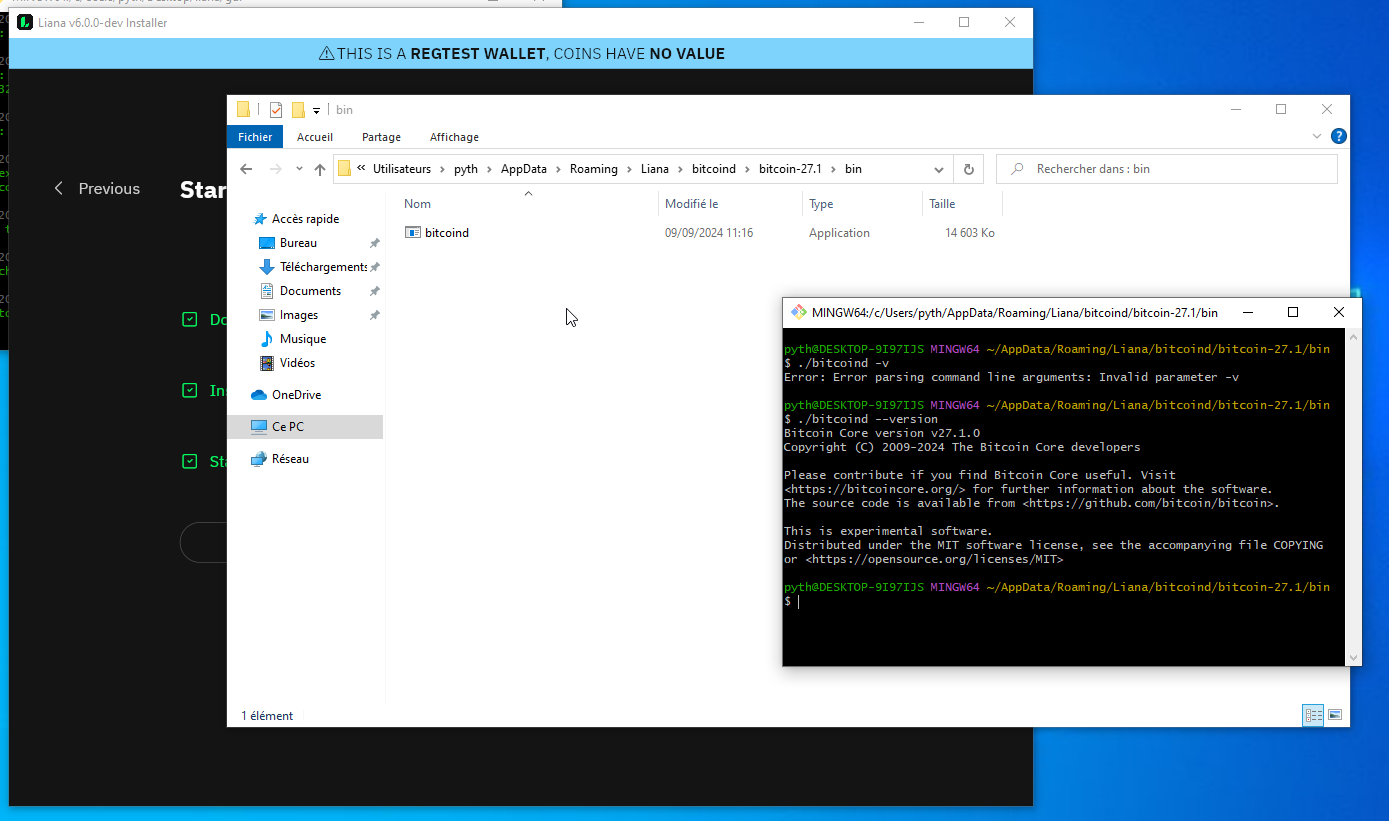 Liana v6.0.0-dev Installer
THIS IS A REGTEST WALLET, COINS HAVE NO VALUE
Previous
Star
bin
Fichier
Accueil
Partage
Affichage
?
« Utilisateurs > pyth > AppData > Roaming > Liana > bitcoind > bitcoin-27.1 > bin
Rechercher dans : bin
Nom
Modifié le
Type
Taille
bitcoind
09/09/2024 11:16
Application
14 603 Ko
Accès rapide
Bureau
Téléchargements
Documents
Images
Musique
Vidéos
OneDrive
Ce PC
Réseau
1 élément
Do
Ins
Sta
MINGW64:/c/Users/pyth/AppData/Roaming/Liana/bitcoind/bitcoin-27.1/bin
pyth@DESKTOP-9I97IJS MINGW64 ~/AppData/Roaming/Liana/bitcoind/bitcoin-27.1/bin
$ ./bitcoind -v
Error: Error parsing command line arguments: Invalid parameter -v
pyth@DESKTOP-9I97IJS MINGW64 ~/AppData/Roaming/Liana/bitcoind/bitcoin-27.1/bin
$ ./bitcoind --version
Bitcoin Core version v27.1.0
Copyright (C) 2009-2024 The Bitcoin Core developers
Please contribute if you find Bitcoin Core useful. Visit
<https://bitcoincore.org/> for further information about the software.
The source code is available from <https://github.com/bitcoin/bitcoin>.
This is experimental software.
Distributed under the MIT software license, see the accompanying file COPYING
or <https://opensource.org/licenses/MIT>
pyth@DESKTOP-9I97IJS MINGW64 ~/AppData/Roaming/Liana/bitcoind/bitcoin-27.1/bin
$